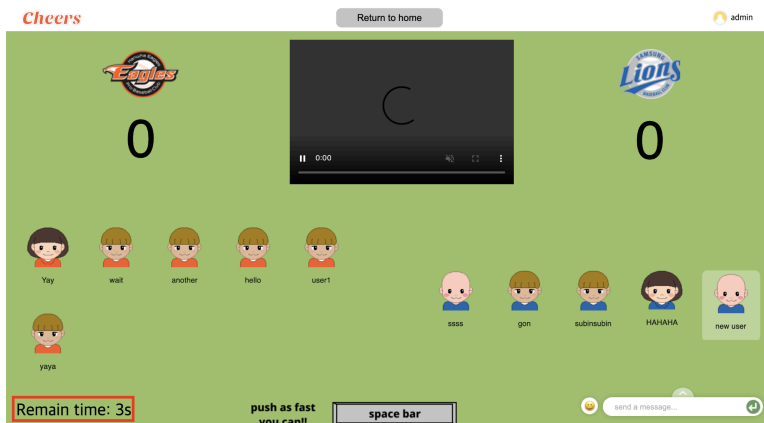 Cheers
Return to home
admin
Eagles
SAMSUNG
Lions
0
0
0:00
Yay
wait
another
hello
user1
ssss
gon
subinsubin
HAHAHA
new user
yaya
Remain time: 3s
push as fast
you can!!
space bar
send a message...